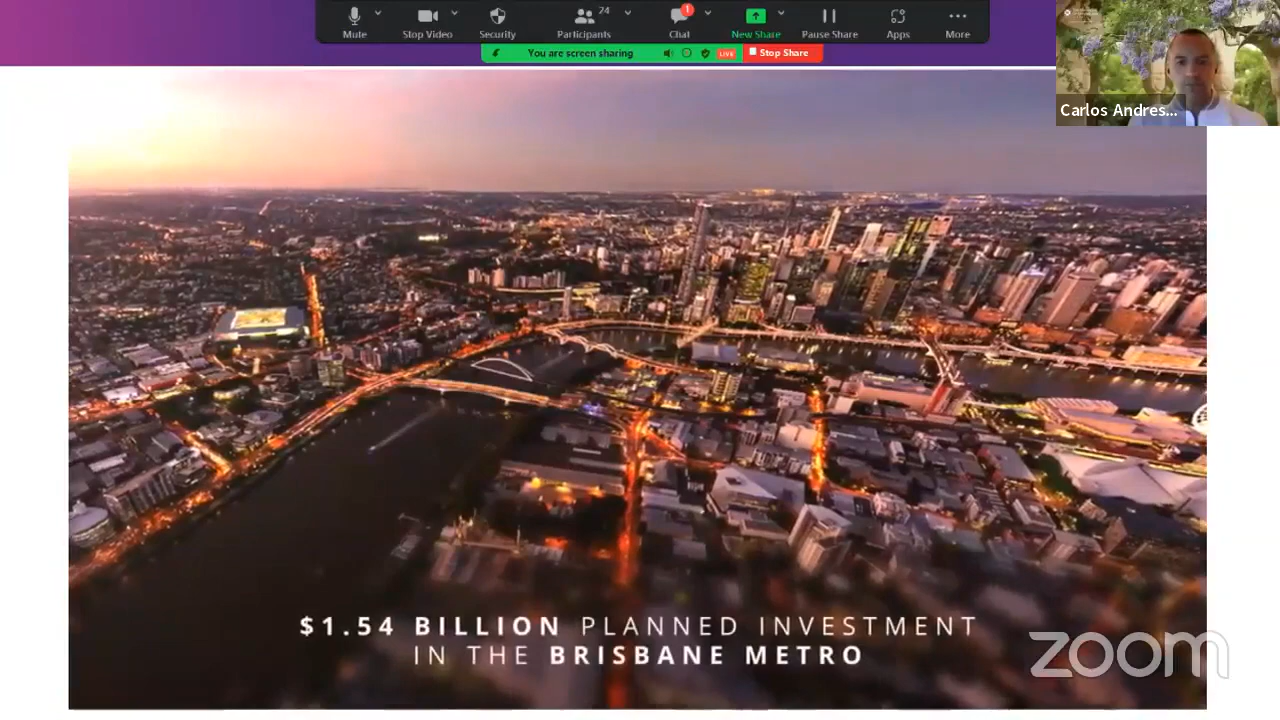 24
1
Mute
Stop Video
Security
Participants
Chat
New Share
Pause Share
Apps
More
You are screen sharing
LIVE
Stop Share
Carlos Andres...
$1.54 BILLION PLANNED INVESTMENT
IN THE BRISBANE METRO
zoom